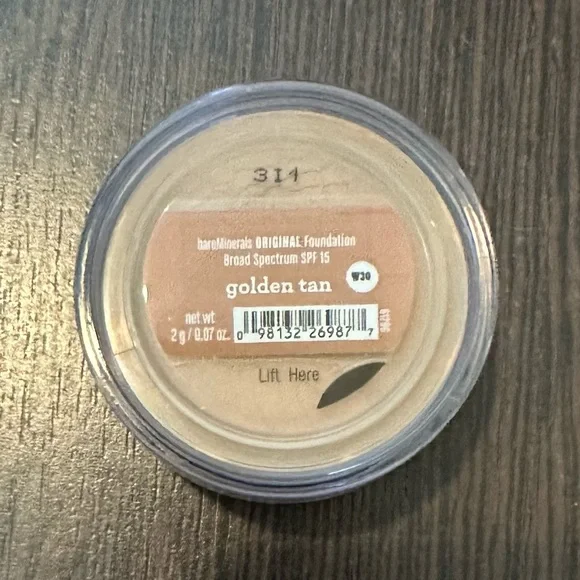 3I4
bareMinerals ORIGINAL Foundation
Broad Spectrum SPF 15
golden tan W30
net wt
2 g / 0.07 oz.
0 98132 26987 7
Lift Here